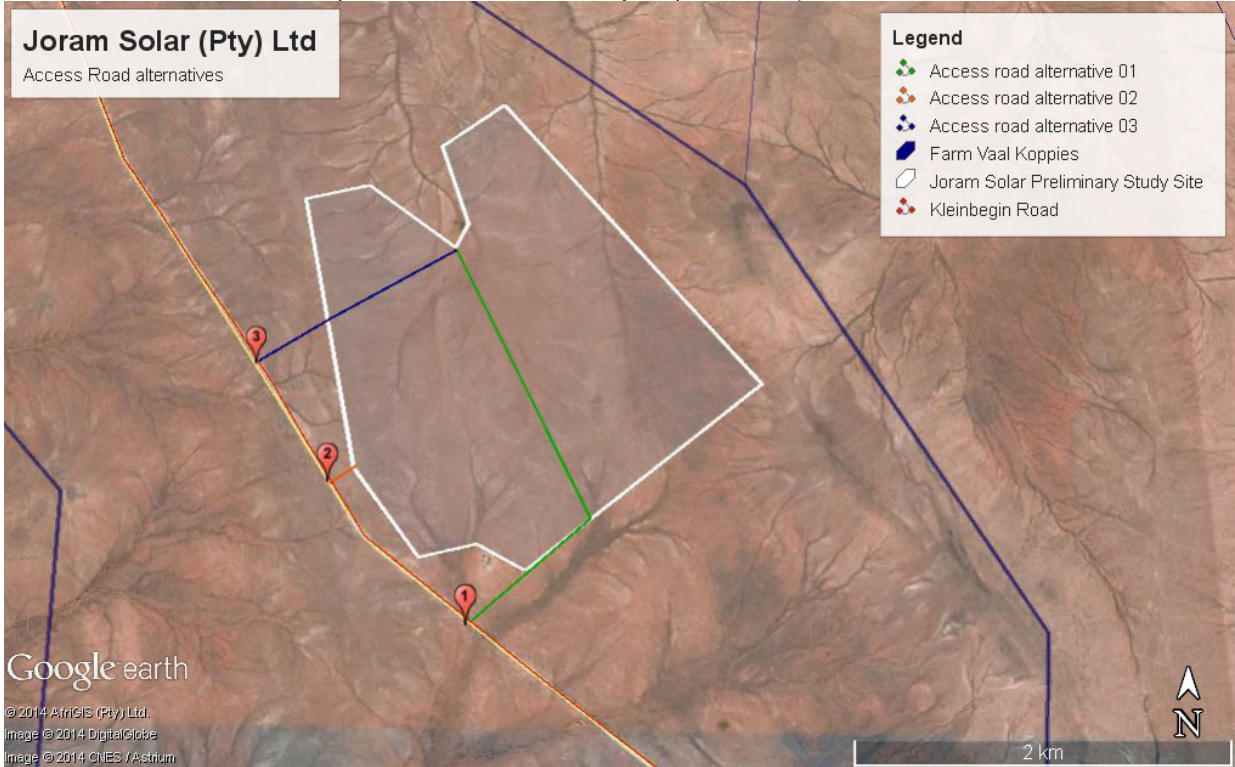 Joram Solar (Pty) Ltd
Access Road alternatives
Legend
Access road alternative 01
Access road alternative 02
Access road alternative 03
Farm Vaal Koppies
Joram Solar Preliminary Study Site
Kleinbegin Road
3
2
1
Google earth
© 2014 AfriGIS (Pty) Ltd.
Image © 2014 DigitalGlobe
Image © 2014 CNES / Astrium
N
2 km